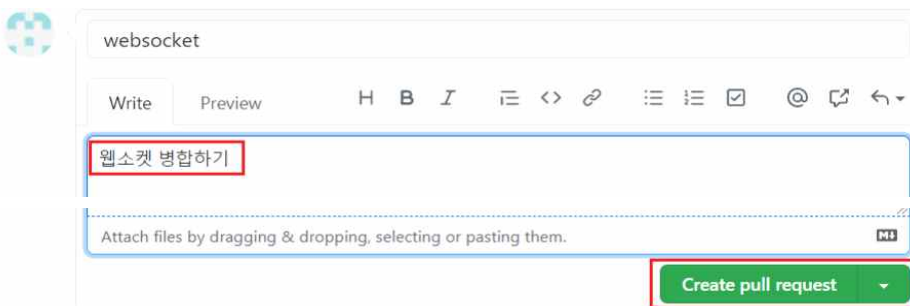 websocket
Write Preview
웹소켓 병합하기
Attach files by dragging & dropping, selecting or pasting them.
Create pull request